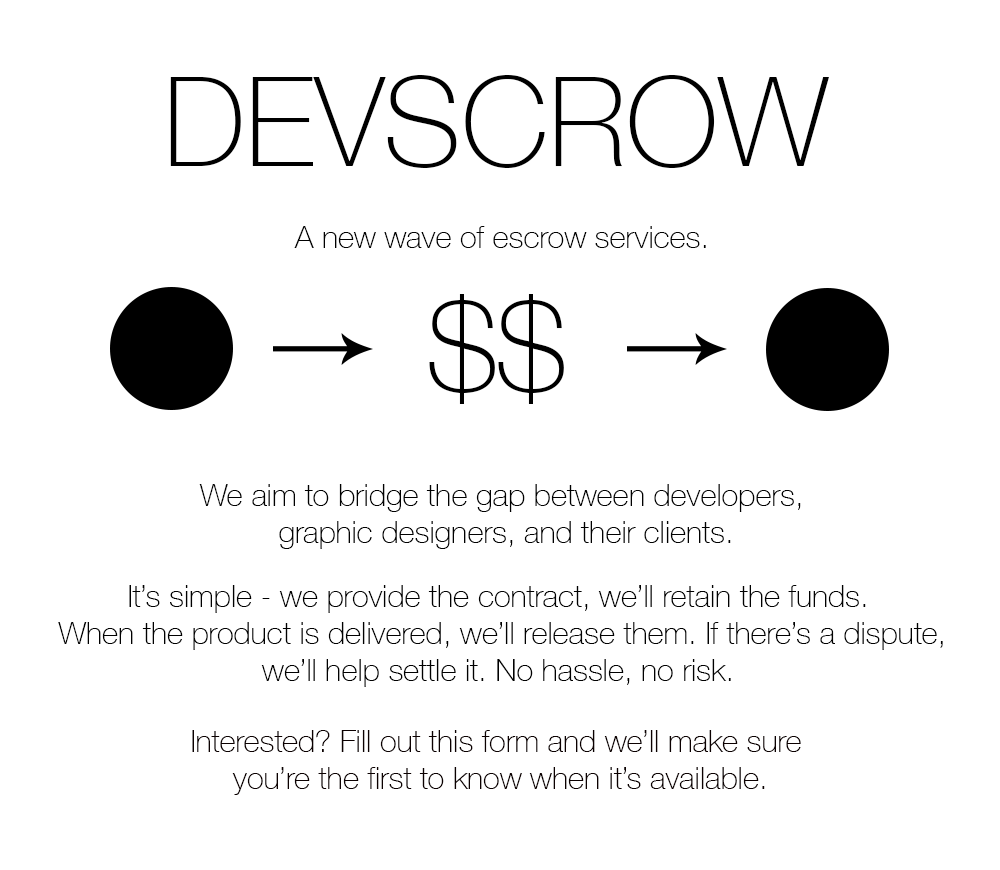 DEVSCROW
A new wave of escrow services.
$$
We aim to bridge the gap between developers,
graphic designers, and their clients.
It’s simple - we provide the contract, we’ll retain the funds.
When the product is delivered, we’ll release them. If there’s a dispute,
we’ll help settle it. No hassle, no risk.
Interested? Fill out this form and we’ll make sure
you’re the first to know when it’s available.